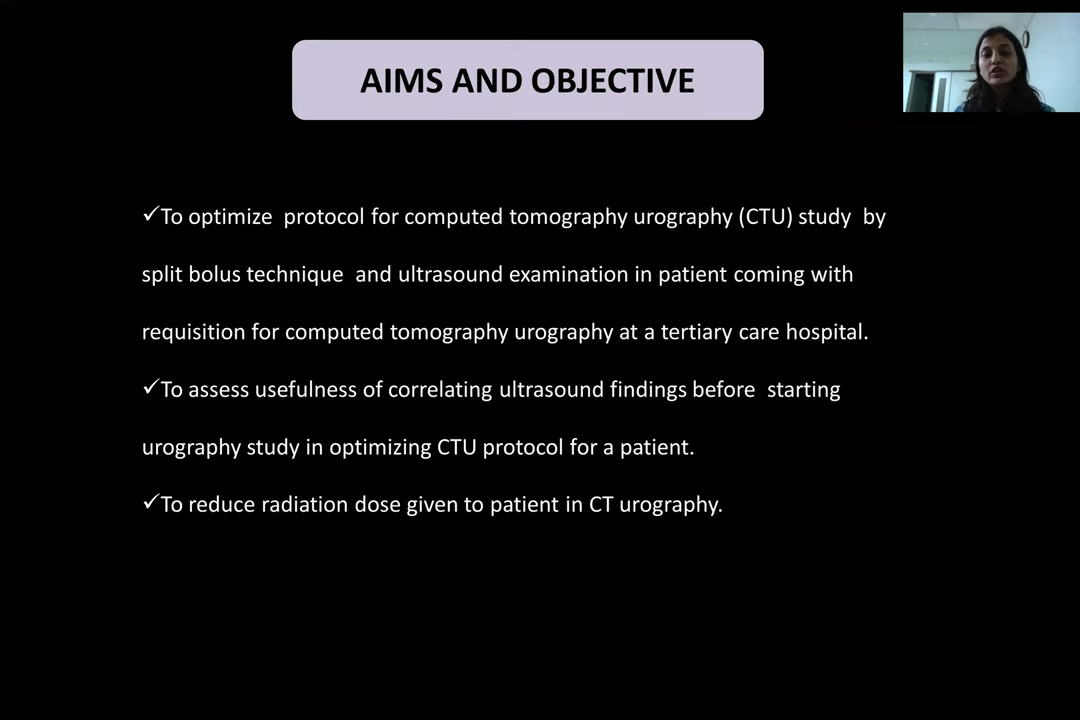 AIMS AND OBJECTIVE
✓To optimize protocol for computed tomography urography (CTU) study by
split bolus technique and ultrasound examination in patient coming with
requisition for computed tomography urography at a tertiary care hospital.
✓To assess usefulness of correlating ultrasound findings before starting
urography study in optimizing CTU protocol for a patient.
✓To reduce radiation dose given to patient in CT urography.